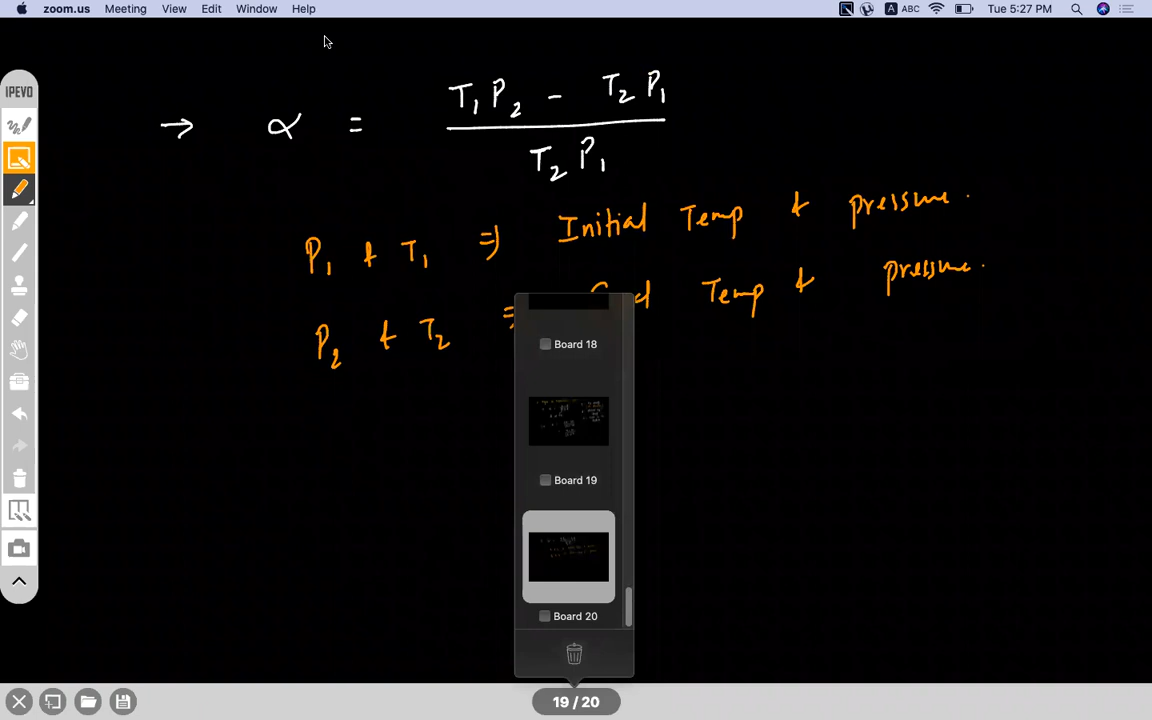 zoom.us Meeting View Edit Window Help A ABC Tue 5:27 PM
IPEVO
→ α = T₁P₂ - T₂P₁ / T₂P₁
P₁ & T₁ ⇒ Initial Temp & pressure.
P₂ & T₂ Temp & pressure.
Board 18
Board 19
Board 20
19 / 20